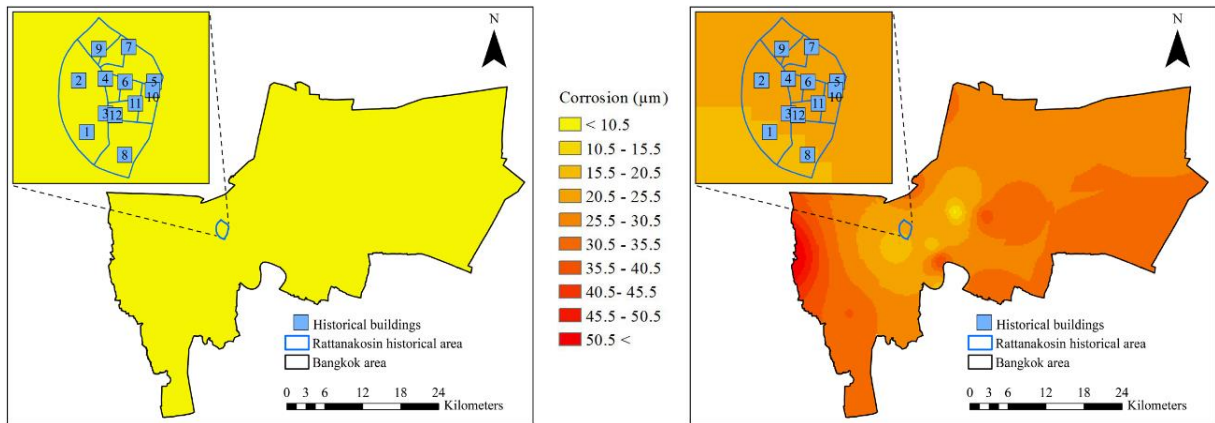 N
9
7
2
4
6
5
10
11
3
12
1
8
Historical buildings
Rattanakosin historical area
Bangkok area
0 3 6 12 18 24
Kilometers
Corrosion (µm)
< 10.5
10.5 - 15.5
15.5 - 20.5
20.5 - 25.5
25.5 - 30.5
30.5 - 35.5
35.5 - 40.5
40.5- 45.5
45.5 - 50.5
50.5 <
N
9
7
2
4
6
5
10
11
3
12
1
8
Historical buildings
Rattanakosin historical area
Bangkok area
0 3 6 12 18 24
Kilometers